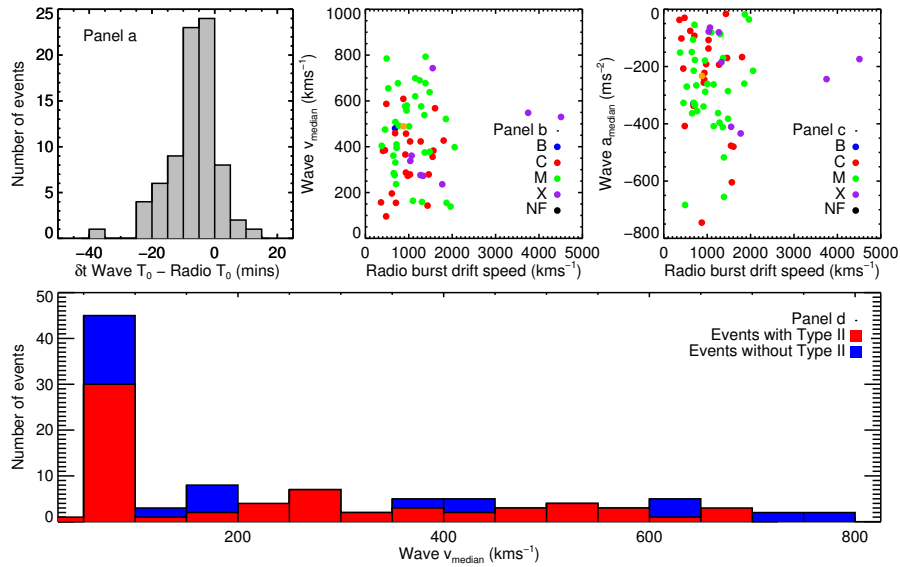 Panel a
Number of events
25
20
15
10
5
0
−40
−20
0
20
δt Wave T0 − Radio T0 (mins)
Wave vmedian (kms−1)
1000
800
600
400
200
0
0
1000
2000
3000
4000
5000
Radio burst drift speed (kms−1)
Panel b
B
C
M
X
NF
Wave amedian (ms−2)
0
−200
−400
−600
−800
0
1000
2000
3000
4000
5000
Radio burst drift speed (kms−1)
Panel c
B
C
M
X
NF
Number of events
50
40
30
20
10
0
200
400
600
800
Wave vmedian (kms−1)
Panel d
Events with Type II
Events without Type II